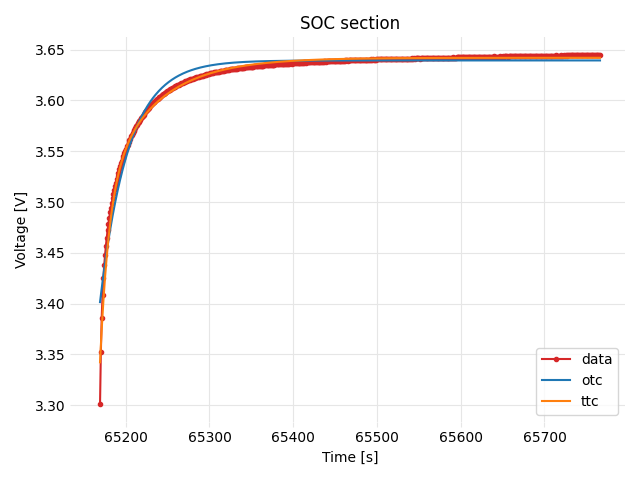 SOC section
3.65
3.60
3.55
3.50
3.45
3.40
3.35
3.30
Voltage [V]
data
otc
ttc
65200 65300 65400 65500 65600 65700
Time [s]